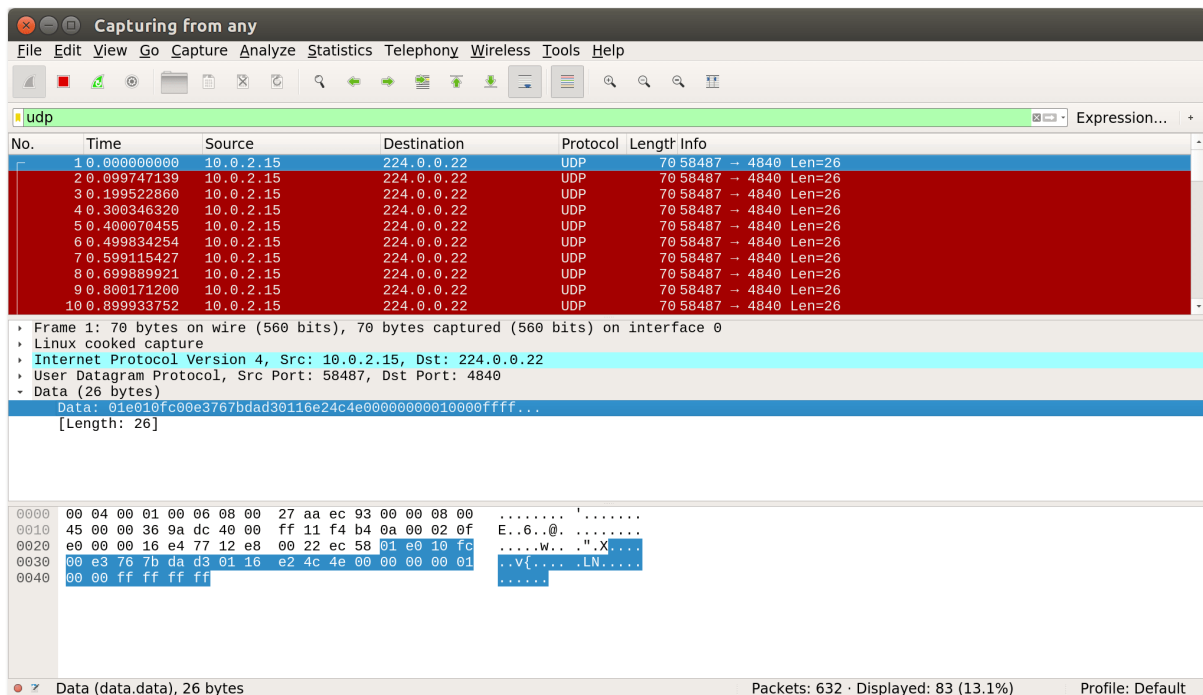 Capturing from any
File Edit View Go Capture Analyze Statistics Telephony Wireless Tools Help
udp Expression... +
No. Time Source Destination Protocol Length Info
1 0.000000000 10.0.2.15 224.0.0.22 UDP 70 58487 → 4840 Len=26
2 0.099747139 10.0.2.15 224.0.0.22 UDP 70 58487 → 4840 Len=26
3 0.199522860 10.0.2.15 224.0.0.22 UDP 70 58487 → 4840 Len=26
4 0.300346320 10.0.2.15 224.0.0.22 UDP 70 58487 → 4840 Len=26
5 0.400070455 10.0.2.15 224.0.0.22 UDP 70 58487 → 4840 Len=26
6 0.499834254 10.0.2.15 224.0.0.22 UDP 70 58487 → 4840 Len=26
7 0.599115427 10.0.2.15 224.0.0.22 UDP 70 58487 → 4840 Len=26
8 0.699889921 10.0.2.15 224.0.0.22 UDP 70 58487 → 4840 Len=26
9 0.800171200 10.0.2.15 224.0.0.22 UDP 70 58487 → 4840 Len=26
10 0.899933752 10.0.2.15 224.0.0.22 UDP 70 58487 → 4840 Len=26
Frame 1: 70 bytes on wire (560 bits), 70 bytes captured (560 bits) on interface 0
Linux cooked capture
Internet Protocol Version 4, Src: 10.0.2.15, Dst: 224.0.0.22
User Datagram Protocol, Src Port: 58487, Dst Port: 4840
Data (26 bytes)
Data: 01e010fc00e3767bdad30116e24c4e00000000010000ffff...
[Length: 26]
0000 00 04 00 01 00 06 08 00 27 aa ec 93 00 00 08 00 ........ '.......
0010 45 00 00 36 9a dc 40 00 ff 11 f4 b4 0a 00 02 0f E..6..@. ........
0020 e0 00 00 16 e4 77 12 e8 00 22 ec 58 01 e0 10 fc .....w.. .".X....
0030 00 e3 76 7b da d3 01 16 e2 4c 4e 00 00 00 00 01 ..v{.... .LN.....
0040 00 00 ff ff ff ff ......
Data (data.data), 26 bytes Packets: 632 · Displayed: 83 (13.1%) Profile: Default